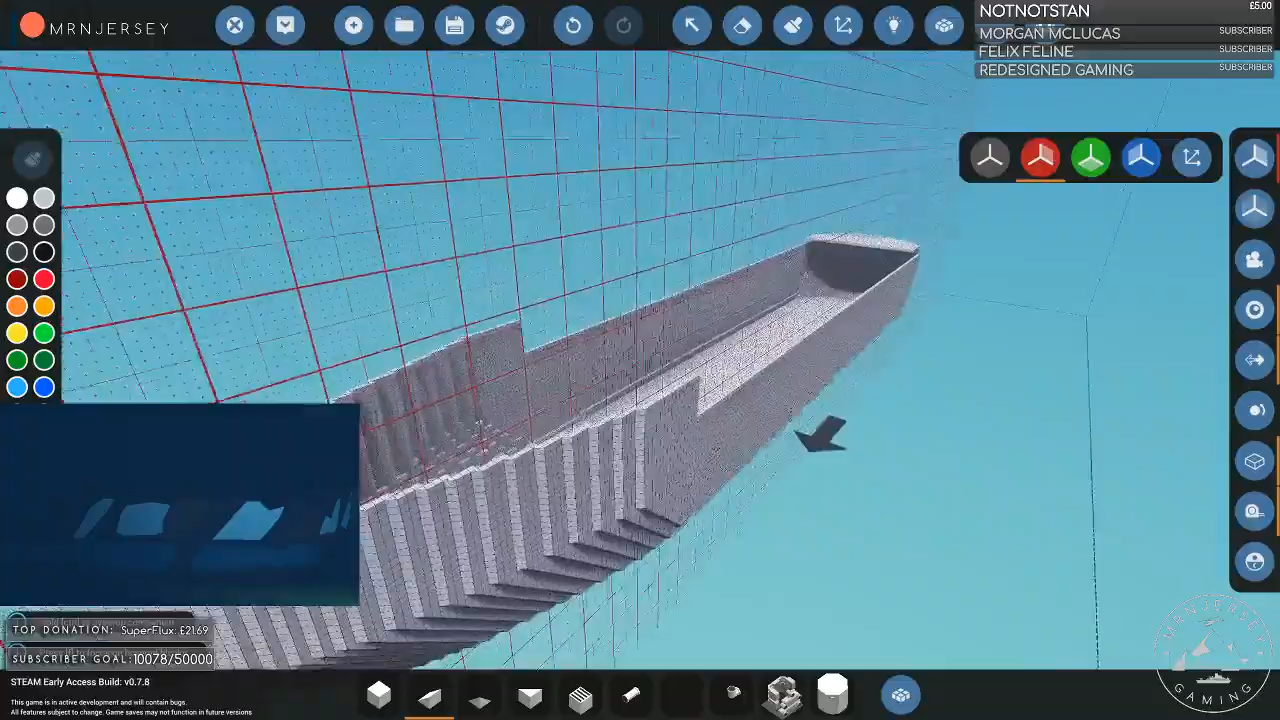 MRNJERSEY
NOTNOTSTAN £5.00
MORGAN MCLUCAS SUBSCRIBER
FELIX FELINE SUBSCRIBER
REDESIGNED GAMING SUBSCRIBER
TOP DONATION: SuperFlux: £21.69
SUBSCRIBER GOAL: 10078/50000
STEAM Early Access Build: v0.7.8
This game is in active development and will contain bugs.
All features subject to change. Game saves may not function in future versions
MRNJERSEY
GAMING